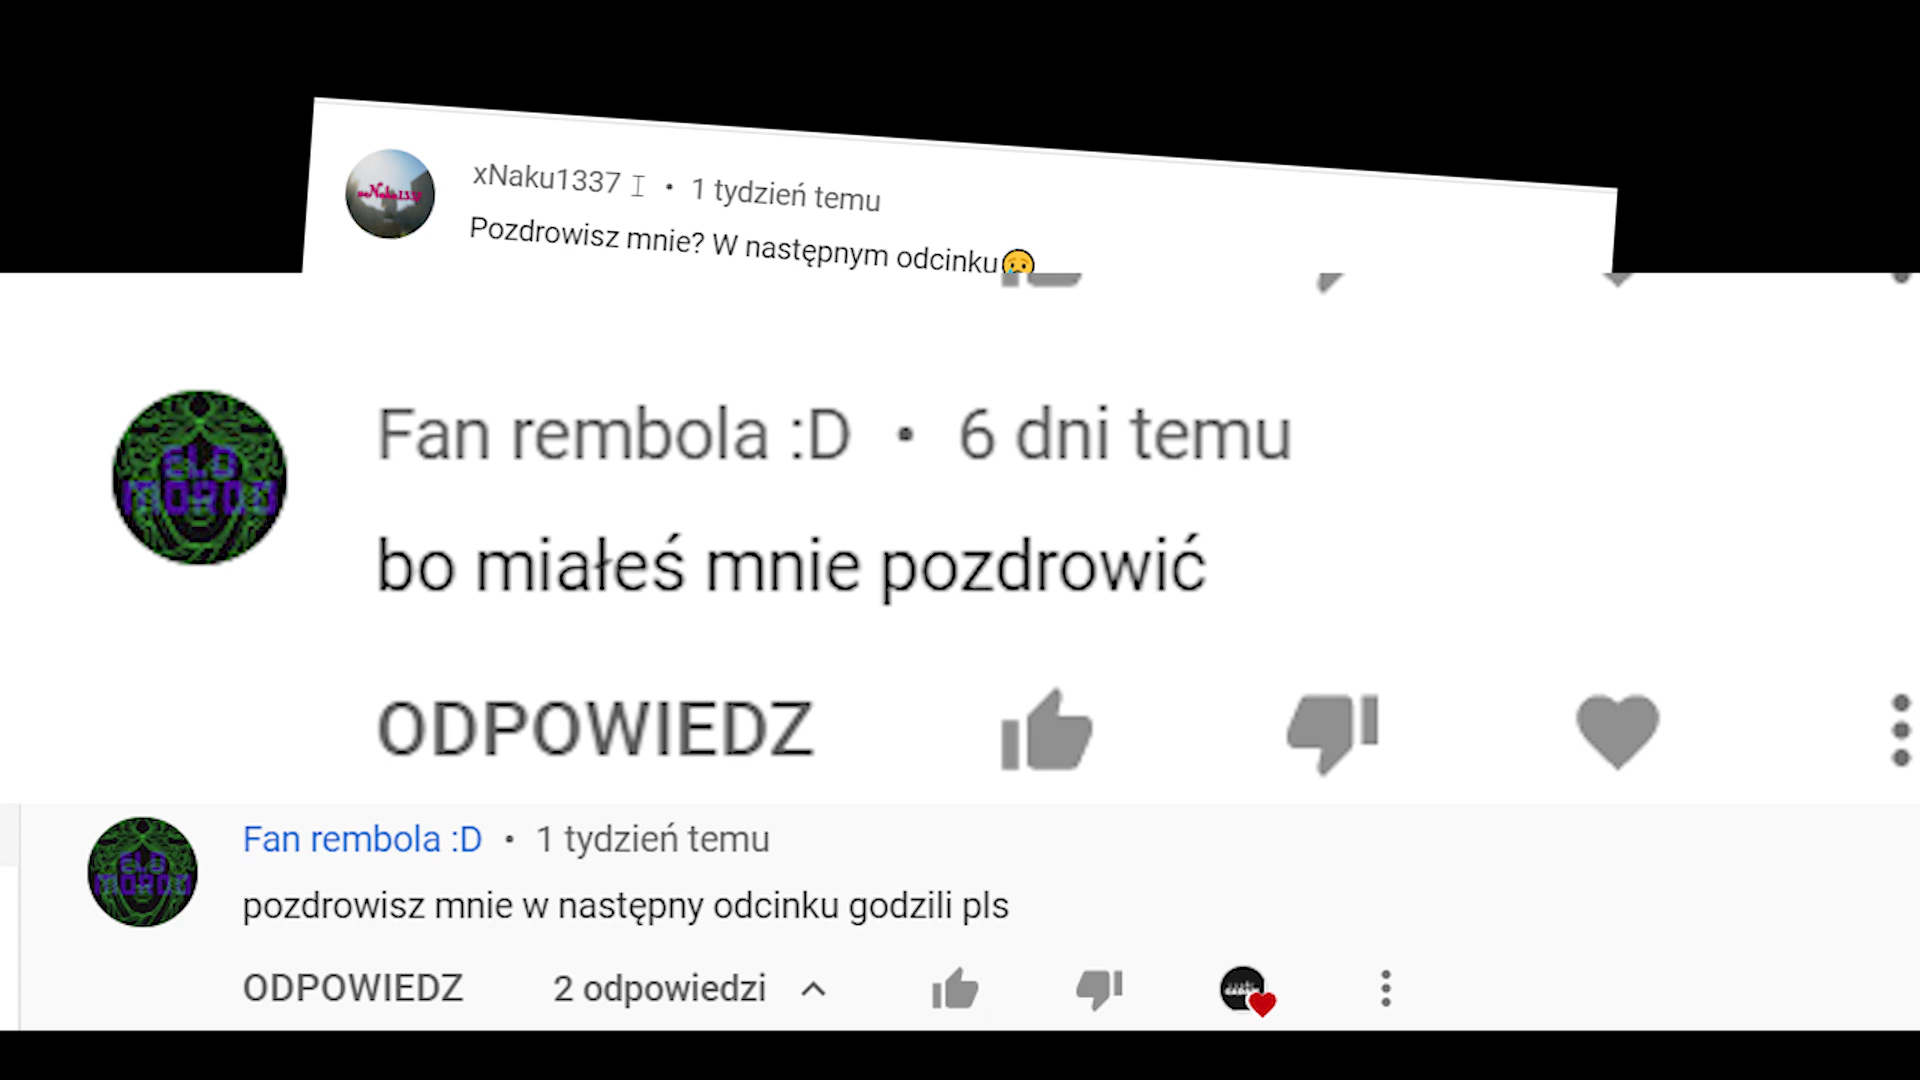 xNaku1337 • 1 tydzień temu
Pozdrowisz mnie? W następnym odcinku😢
Fan rembola :D • 6 dni temu
bo miałeś mnie pozdrowić
ODPOWIEDZ
Fan rembola :D • 1 tydzień temu
pozdrowisz mnie w następny odcinku godzili pls
ODPOWIEDZ 2 odpowiedzi